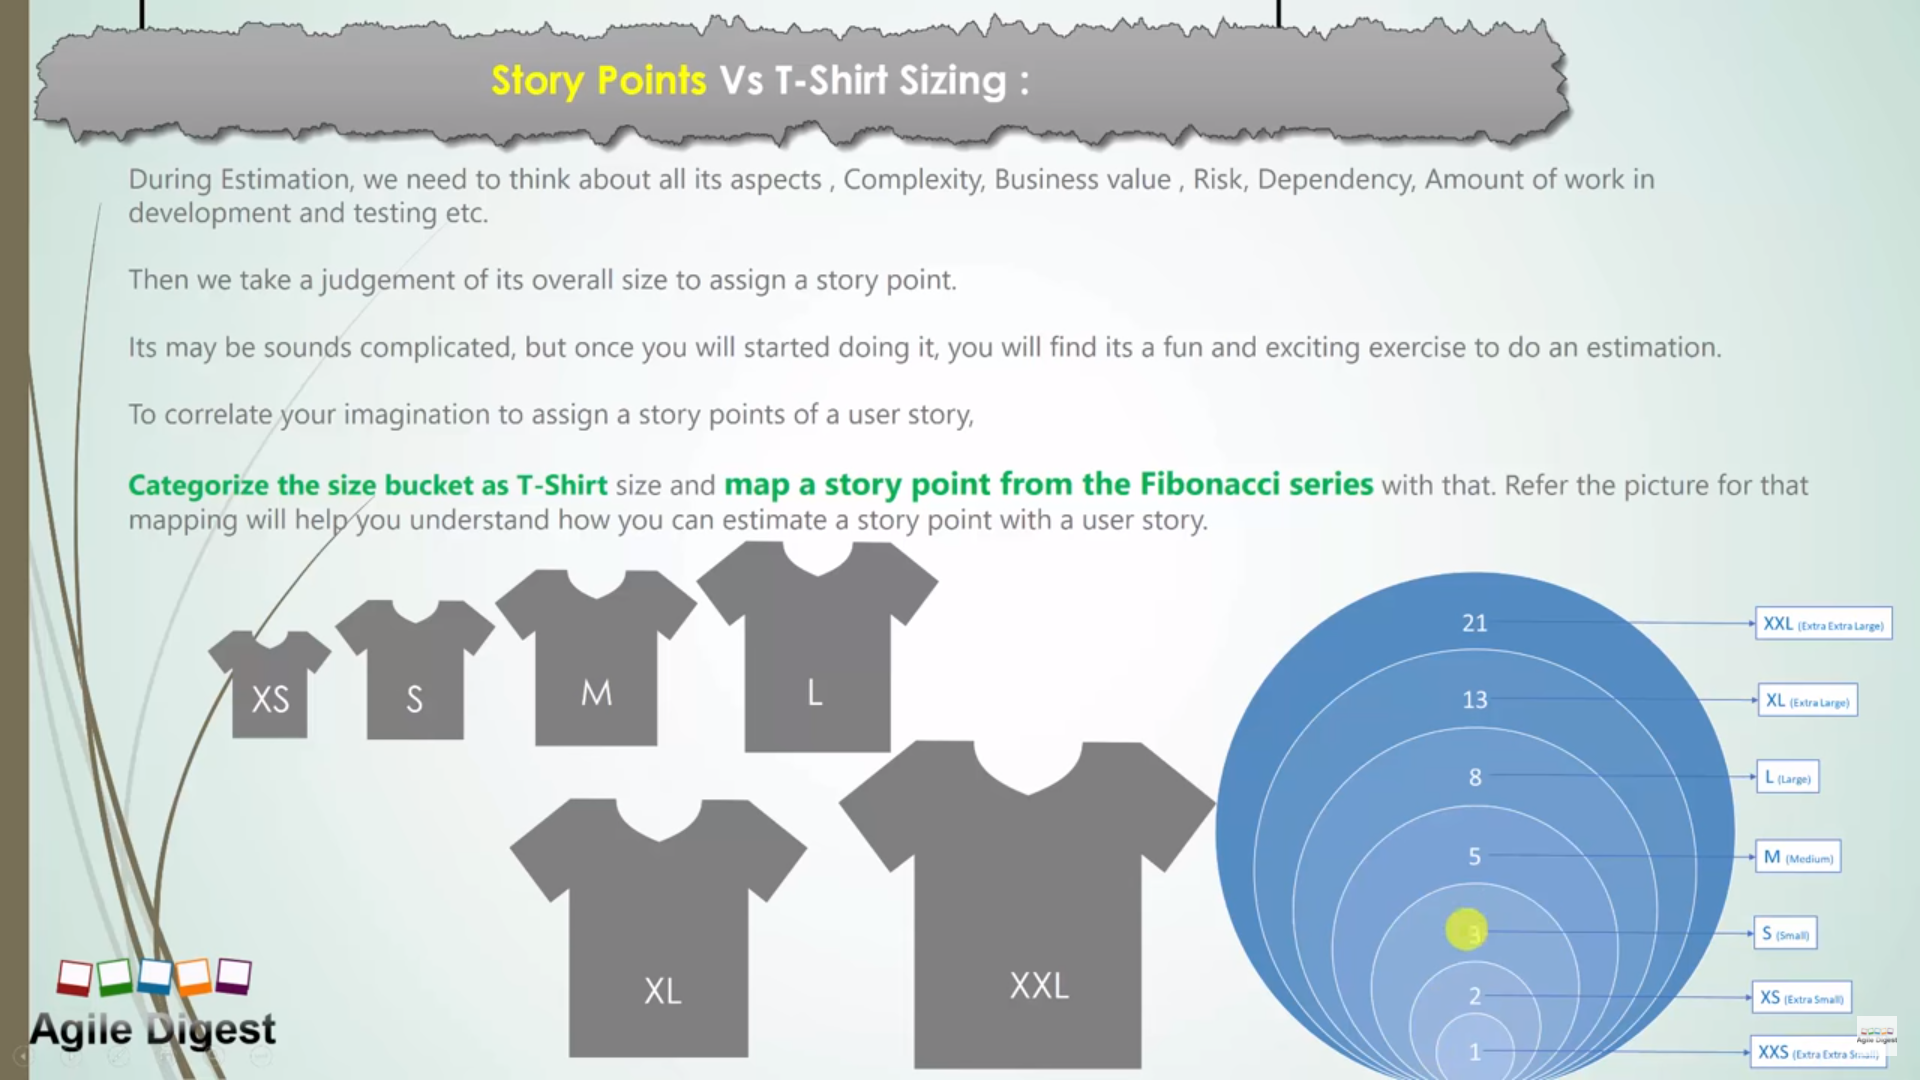 Story Points Vs T-Shirt Sizing :
During Estimation, we need to think about all its aspects , Complexity, Business value , Risk, Dependency, Amount of work in
development and testing etc.
Then we take a judgement of its overall size to assign a story point.
Its may be sounds complicated, but once you will started doing it, you will find its a fun and exciting exercise to do an estimation.
To correlate your imagination to assign a story points of a user story,
Categorize the size bucket as T-Shirt size and map a story point from the Fibonacci series with that. Refer the picture for that
mapping will help you understand how you can estimate a story point with a user story.
XS
S
M
L
XL
XXL
21
XXL (Extra Extra Large)
13
XL (Extra Large)
8
L (Large)
5
M (Medium)
3
S (Small)
2
XS (Extra Small)
1
XXS (Extra Extra Small)
Agile Digest
Agile Digest